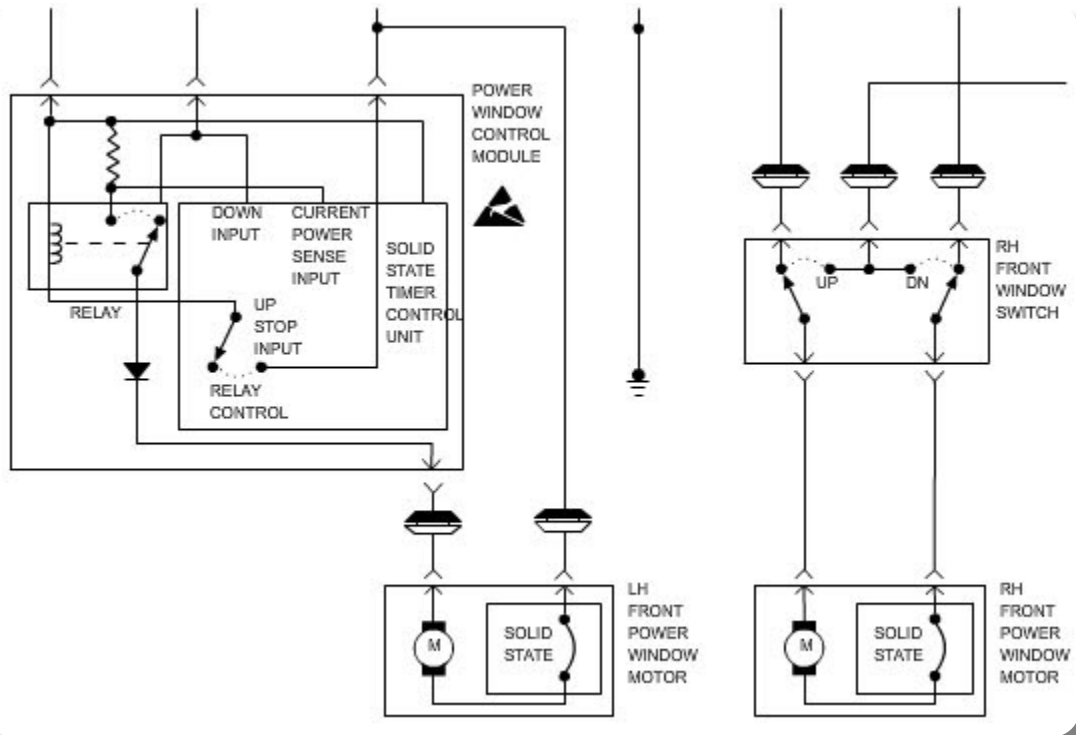 POWER
WINDOW
CONTROL
MODULE
DOWN
INPUT
CURRENT
POWER
SENSE
INPUT
SOLID
STATE
TIMER
CONTROL
UNIT
RELAY
UP
STOP
INPUT
RELAY
CONTROL
RH
FRONT
WINDOW
SWITCH
UP
DN
LH
FRONT
POWER
WINDOW
MOTOR
M
SOLID
STATE
RH
FRONT
POWER
WINDOW
MOTOR
M
SOLID
STATE